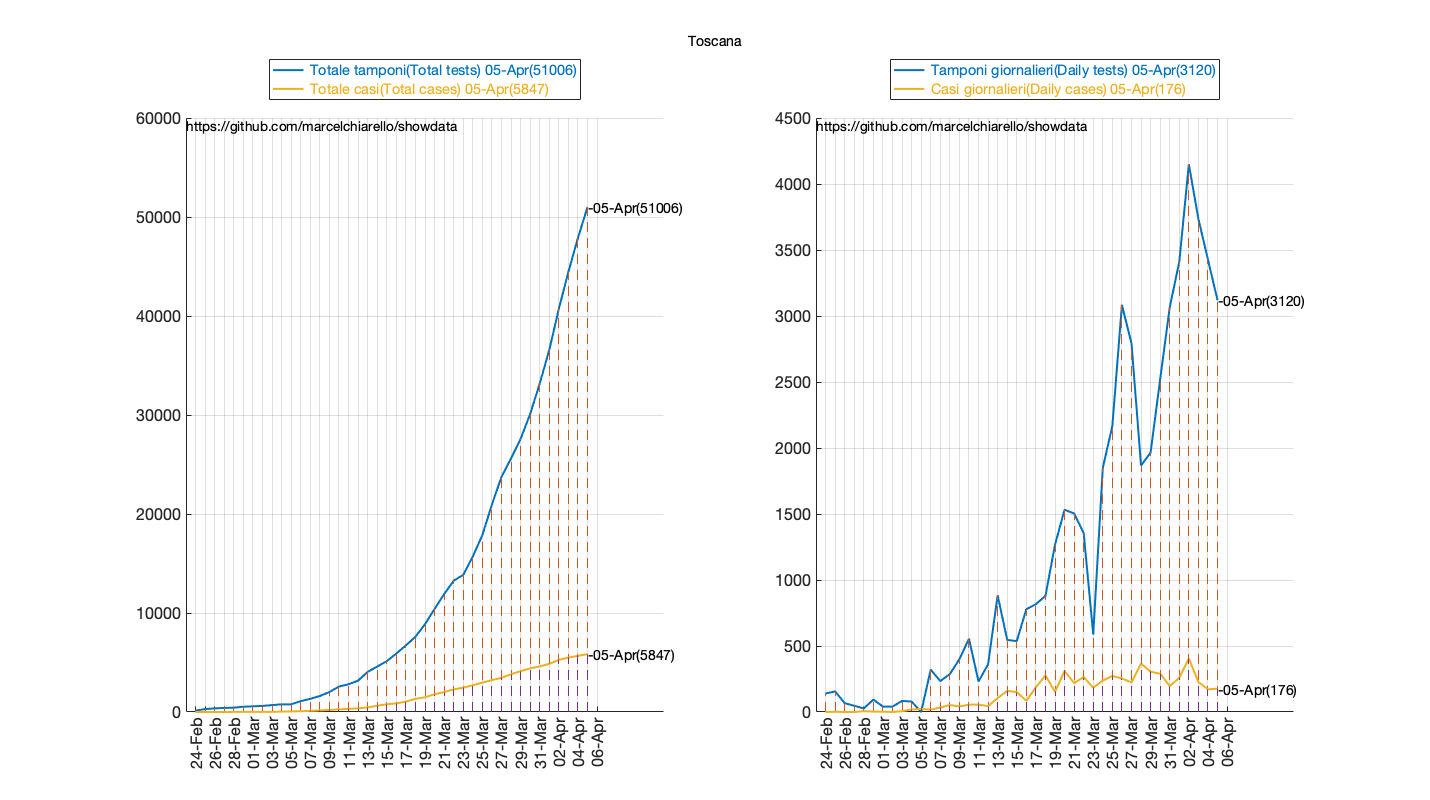 Toscana
Totale tamponi(Total tests) 05-Apr(51006)
Totale casi(Total cases) 05-Apr(5847)
60000
50000
40000
30000
20000
10000
0
https://github.com/marcelchiarello/showdata
-05-Apr(51006)
-05-Apr(5847)
24-Feb
26-Feb
28-Feb
01-Mar
03-Mar
05-Mar
07-Mar
09-Mar
11-Mar
13-Mar
15-Mar
17-Mar
19-Mar
21-Mar
23-Mar
25-Mar
27-Mar
29-Mar
31-Mar
02-Apr
04-Apr
06-Apr
Tamponi giornalieri(Daily tests) 05-Apr(3120)
Casi giornalieri(Daily cases) 05-Apr(176)
4500
4000
3500
3000
2500
2000
1500
1000
500
0
https://github.com/marcelchiarello/showdata
-05-Apr(3120)
-05-Apr(176)
24-Feb
26-Feb
28-Feb
01-Mar
03-Mar
05-Mar
07-Mar
09-Mar
11-Mar
13-Mar
15-Mar
17-Mar
19-Mar
21-Mar
23-Mar
25-Mar
27-Mar
29-Mar
31-Mar
02-Apr
04-Apr
06-Apr